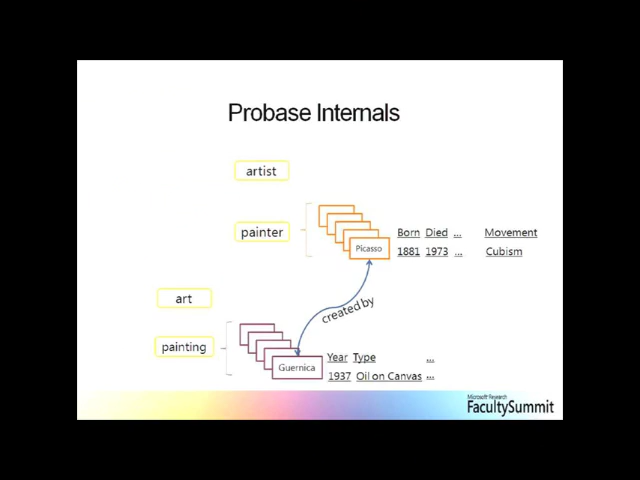 Probase Internals
artist
painter
Picasso
Born Died ... Movement
1881 1973 ... Cubism
created by
art
painting
Guernica
Year Type ...
1937 Oil on Canvas ...
Microsoft Research
FacultySummit